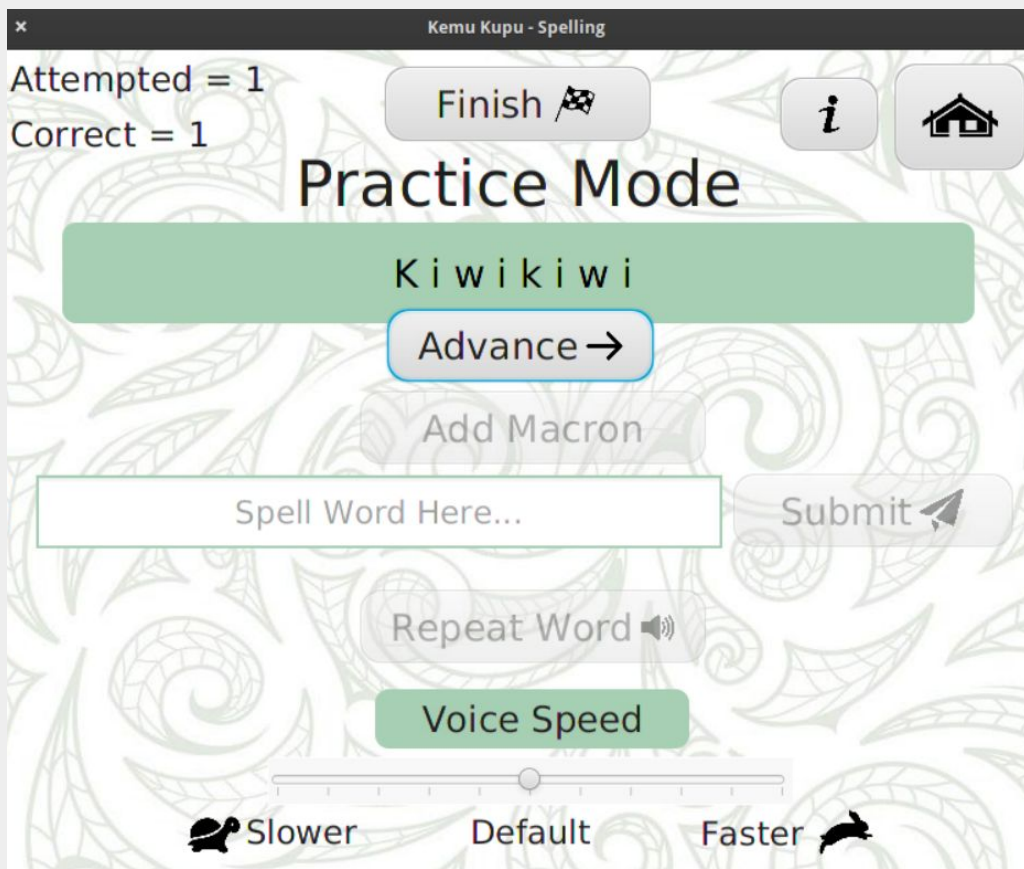 Kemu Kupu - Spelling
Attempted = 1
Finish
Correct = 1
Practice Mode
K i w i k i w i
Advance →
Add Macron
Spell Word Here...
Submit
Repeat Word
Voice Speed
Slower Default Faster